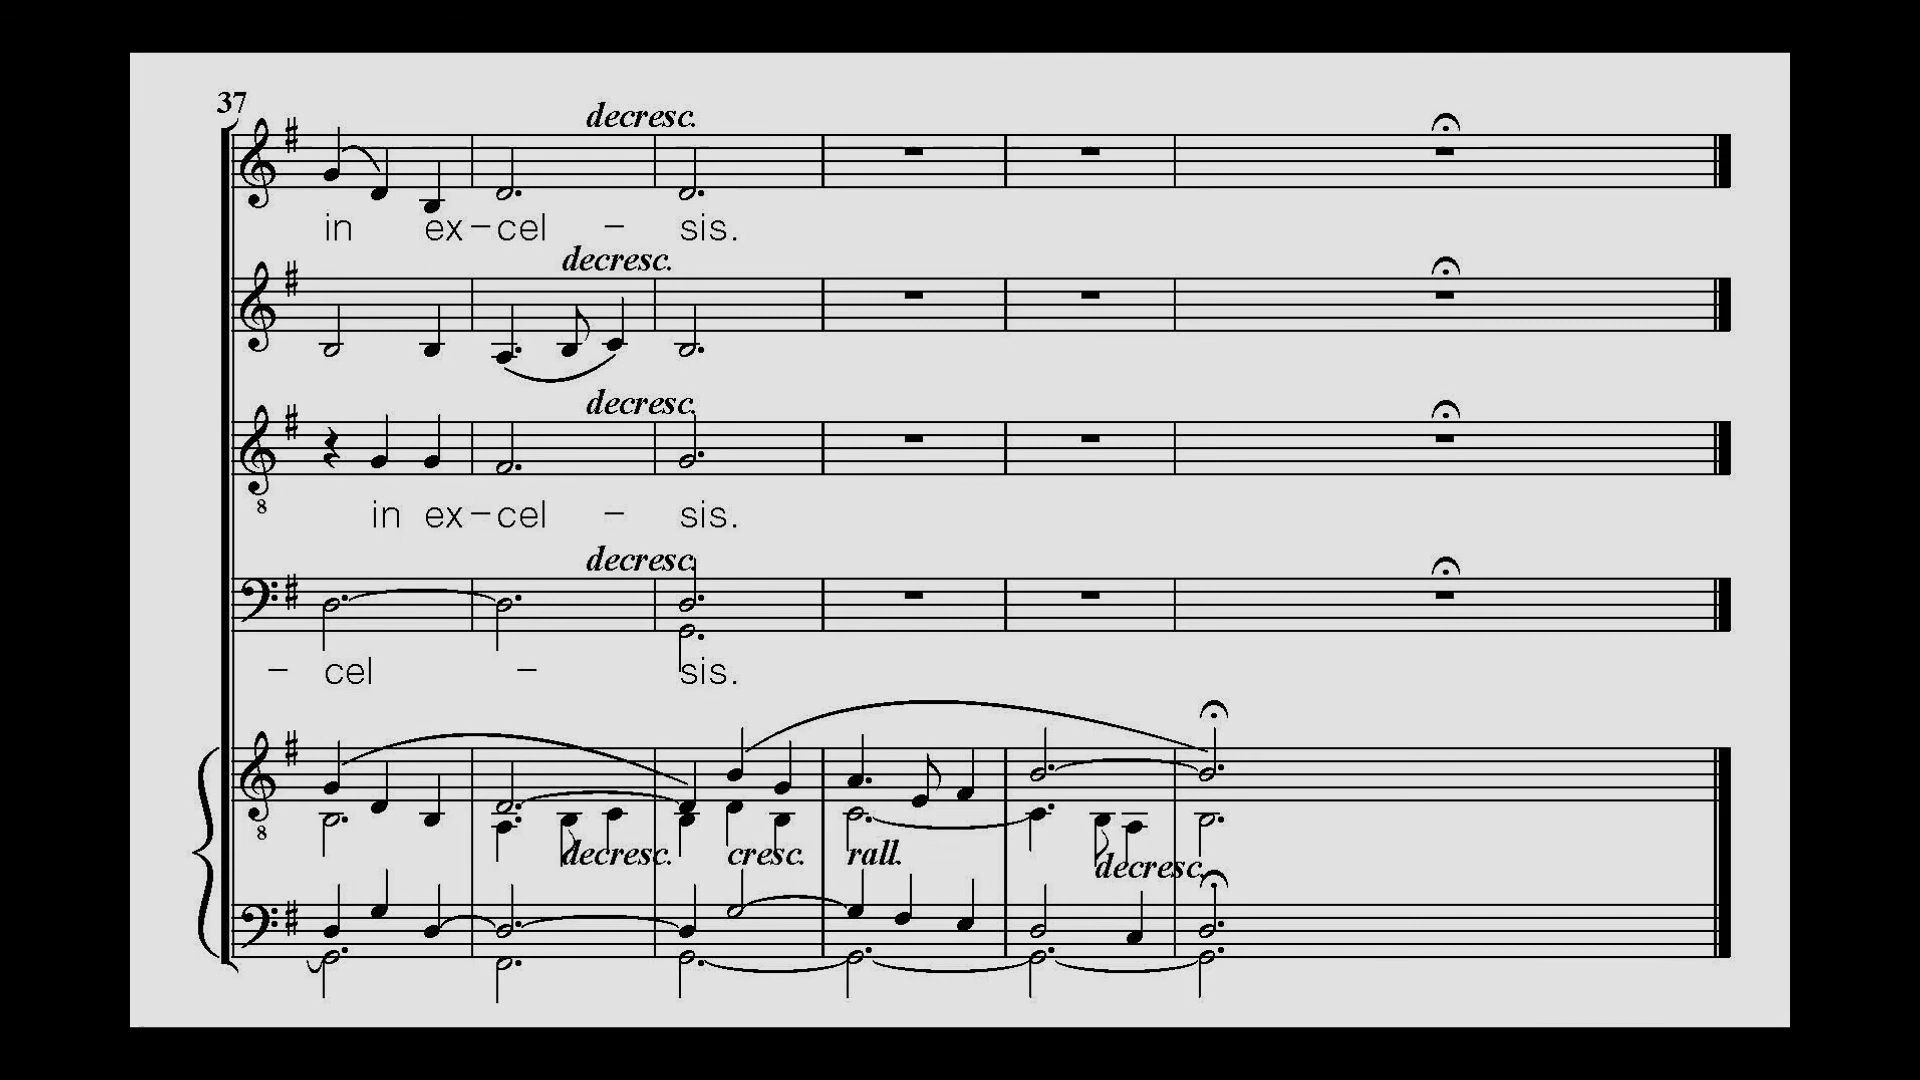 37
decresc.
in ex-cel - sis.
decresc.
decresc.
8
in ex-cel - sis.
decresc.
- cel - sis.
8
decresc. cresc. rall.
decresc.